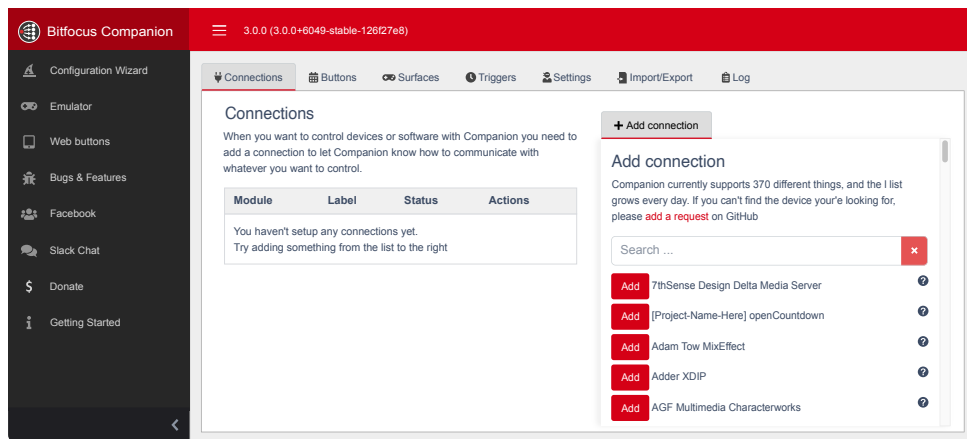 Bitfocus Companion
3.0.0 (3.0.0+6049-stable-126f27e8)
Configuration Wizard
Emulator
Web buttons
Bugs & Features
Facebook
Slack Chat
Donate
Getting Started
Connections Buttons Surfaces Triggers Settings Import/Export Log
Connections
When you want to control devices or software with Companion you need to
add a connection to let Companion know how to communicate with
whatever you want to control.
Module Label Status Actions
You haven't setup any connections yet.
Try adding something from the list to the right
Add connection
Add connection
Companion currently supports 370 different things, and the l list
grows every day. If you can't find the device your'e looking for,
please add a request on GitHub
Search ...
Add 7thSense Design Delta Media Server
Add [Project-Name-Here] openCountdown
Add Adam Tow MixEffect
Add Adder XDIP
Add AGF Multimedia Characterworks